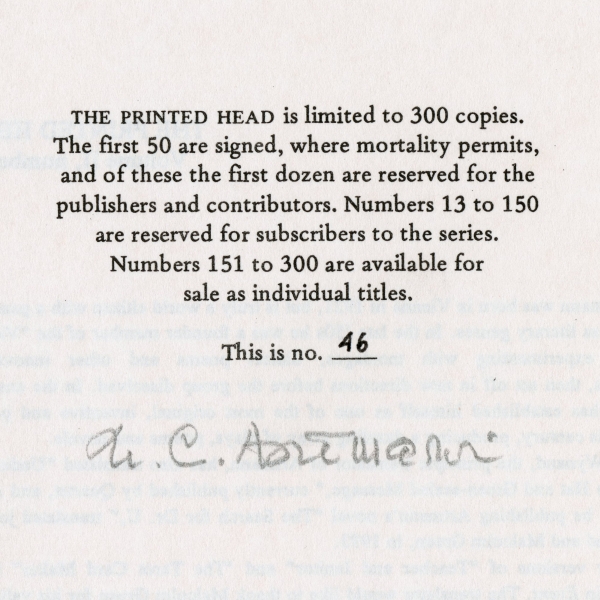 THE PRINTED HEAD is limited to 300 copies.
The first 50 are signed, where mortality permits,
and of these the first dozen are reserved for the
publishers and contributors. Numbers 13 to 150
are reserved for subscribers to the series.
Numbers 151 to 300 are available for
sale as individual titles.
This is no. 46
H. C. Artmann